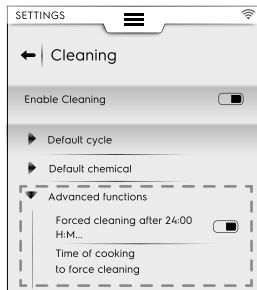 SETTINGS
Cleaning
Enable Cleaning
Default cycle
Default chemical
Advanced functions
Forced cleaning after 24:00
H:M...
Time of cooking
to force cleaning